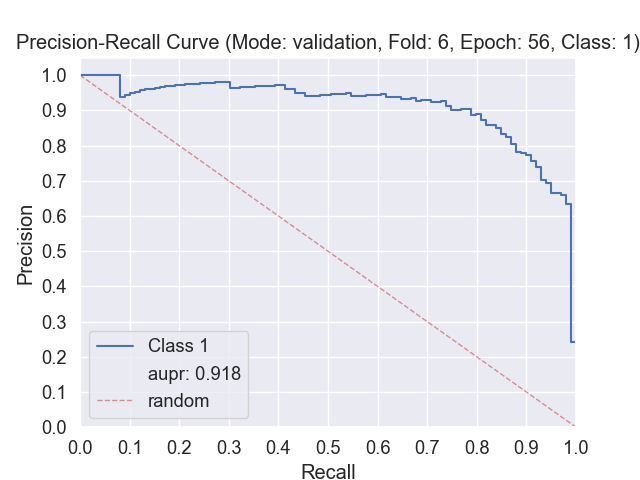 Precision-Recall Curve (Mode: validation, Fold: 6, Epoch: 56, Class: 1)
1.0
0.9
0.8
0.7
0.6
0.5
0.4
0.3
0.2
0.1
0.0
Precision
Class 1
aupr: 0.918
random
0.0 0.1 0.2 0.3 0.4 0.5 0.6 0.7 0.8 0.9 1.0
Recall